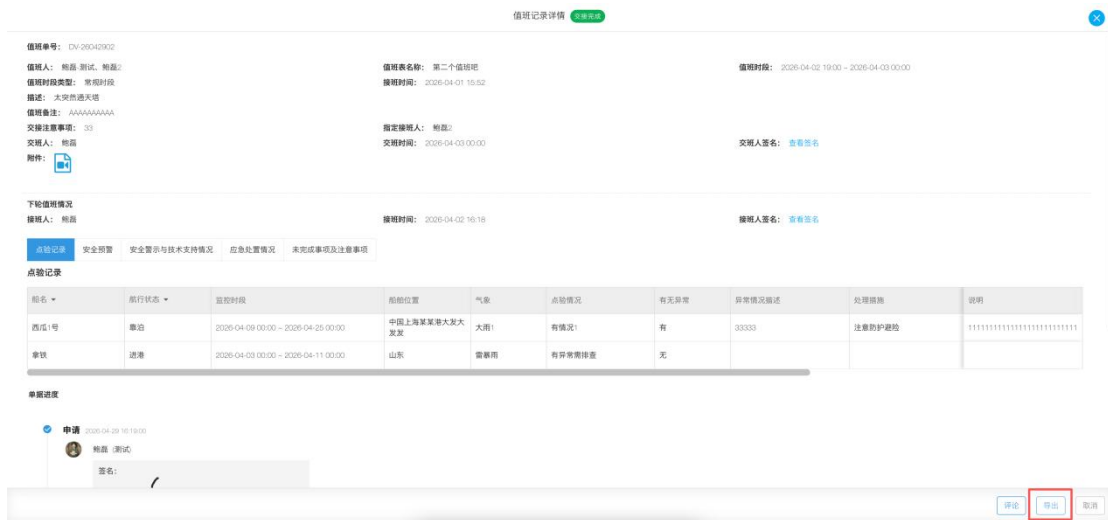 值班记录详情 交接完成
值班单号： DV-26042902
值班人： 鲍磊-测试、鲍磊2 值班表名称： 第二个值班吧 值班时段： 2026-04-02 19:00 ~ 2026-04-03 00:00
值班时段类型： 常规时段 接班时间： 2026-04-01 15:52
描述： 太突然通天塔
值班备注： AAAAAAAAAA
交接注意事项： 33 指定接班人： 鲍磊2
交班人： 鲍磊 交班时间： 2026-04-03 00:00 交班人签名： 查看签名
附件：
下轮值班情况
接班人： 鲍磊 接班时间： 2026-04-02 16:18 接班人签名： 查看签名
点验记录 安全预警 安全警示与技术支持情况 应急处置情况 未完成事项及注意事项
点验记录
船名 航行状态 监控时段 船舶位置 气象 点验情况 有无异常 异常情况描述 处理措施 说明
西瓜1号 靠泊 2026-04-09 00:00 ~ 2026-04-25 00:00 中国上海某某港大发大发发 大雨1 有情况1 有 33333 注意防护避险 1111111111111111111111111
拿铁 进港 2026-04-03 00:00 ~ 2026-04-11 00:00 山东 雷暴雨 有异常需排查 无
单据进度
申请 2026-04-29 16:19:00
鲍磊 (测试)
签名：
评论 导出 取消